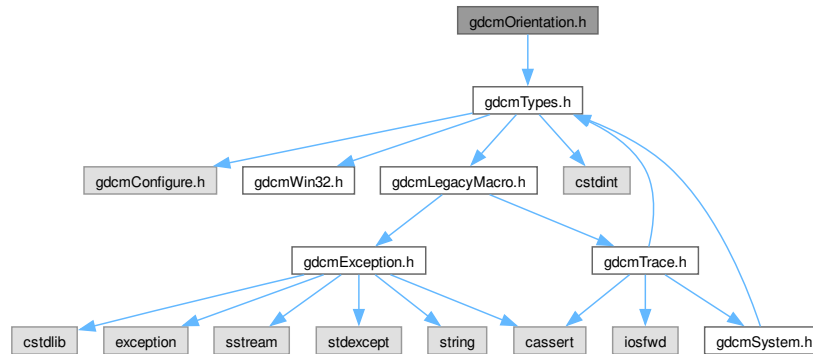 gdcmOrientation.h
gdcmTypes.h
gdcmConfigure.h
gdcmWin32.h
gdcmLegacyMacro.h
cstdint
gdcmException.h
gdcmTrace.h
cstdlib
exception
sstream
stdexcept
string
cassert
iosfwd
gdcmSystem.h